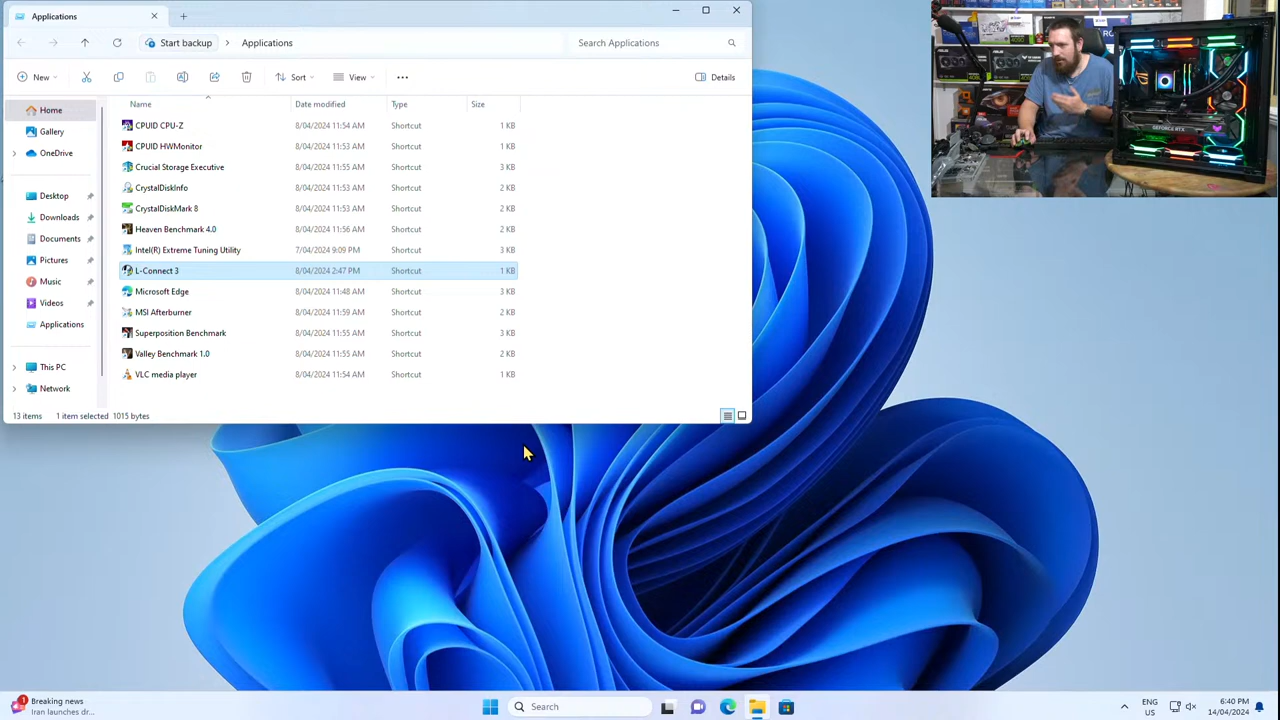 Applications
Start backup
Applications
Search Applications
New
View
Details
Name
Date modified
Type
Size
CPUID CPU-Z 8/04/2024 11:54 AM Shortcut 1 KB
CPUID HWMonitor 8/04/2024 11:53 AM Shortcut 1 KB
Crucial Storage Executive 8/04/2024 11:55 AM Shortcut 3 KB
CrystalDiskInfo 8/04/2024 11:53 AM Shortcut 2 KB
CrystalDiskMark 8 8/04/2024 11:53 AM Shortcut 2 KB
Heaven Benchmark 4.0 8/04/2024 11:56 AM Shortcut 2 KB
Intel(R) Extreme Tuning Utility 7/04/2024 9:09 PM Shortcut 3 KB
L-Connect 3 8/04/2024 2:47 PM Shortcut 1 KB
Microsoft Edge 8/04/2024 11:48 AM Shortcut 3 KB
MSI Afterburner 8/04/2024 11:59 AM Shortcut 2 KB
Superposition Benchmark 8/04/2024 11:55 AM Shortcut 3 KB
Valley Benchmark 1.0 8/04/2024 11:55 AM Shortcut 2 KB
VLC media player 8/04/2024 11:54 AM Shortcut 1 KB
Home
Gallery
OneDrive
Desktop
Downloads
Documents
Pictures
Music
Videos
Applications
This PC
Network
13 items 1 item selected 1015 bytes
GEFORCE RTX
1
Breaking news
Iran launches dr...
Search
ENG
US
6:40 PM
14/04/2024